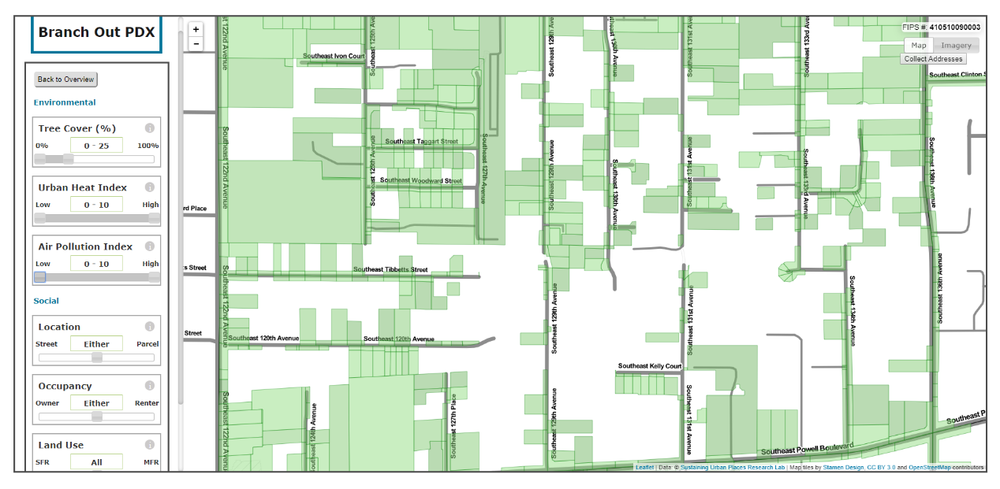 Branch Out PDX
Back to Overview
Environmental
Tree Cover (%)
0% 0 - 25 100%
Urban Heat Index
Low 0 - 10 High
Air Pollution Index
Low 0 - 10 High
Social
Location
Street Either Parcel
Occupancy
Owner Either Renter
Land Use
SFR All MFR
+
−
FIPS #: 410510090003
Map Imagery
Collect Addresses
Southeast 122nd Avenue
Southeast 125th Avenue
Southeast 129th Avenue
Southeast 130th Avenue
Southeast 131st Avenue
Southeast 133rd Avenue
Southeast Ivon Court
Southeast Clinton S
Southeast 122nd Avenue
Southeast 125th Avenue
Southeast Taggart Street
Southeast 127th Avenue
Southeast 129th Avenue
Southeast 130th Avenue
Southeast 131st Avenue
Southeast 133rd Avenue
Southeast 136th Avenue
Southeast Woodward Street
rd Place
s Street
Southeast 122nd Avenue
Southeast Tibbetts Street
Southeast 129th Avenue
Southeast 131st Avenue
Southeast 134th Avenue
Southeast 136th Avenue
Street
Southeast 120th Avenue
Southeast 120th Avenue
Southeast Kelly Court
Southeast 122nd Avenue
Southeast 124th Avenue
Southeast 127th Place
Southeast 129th Avenue
Southeast 131st Avenue
Southeast Powell Boulevard
Southeast P
Leaflet | Data: © Sustaining Urban Places Research Lab | Map tiles by Stamen Design, CC BY 3.0 and OpenStreetMap contributors